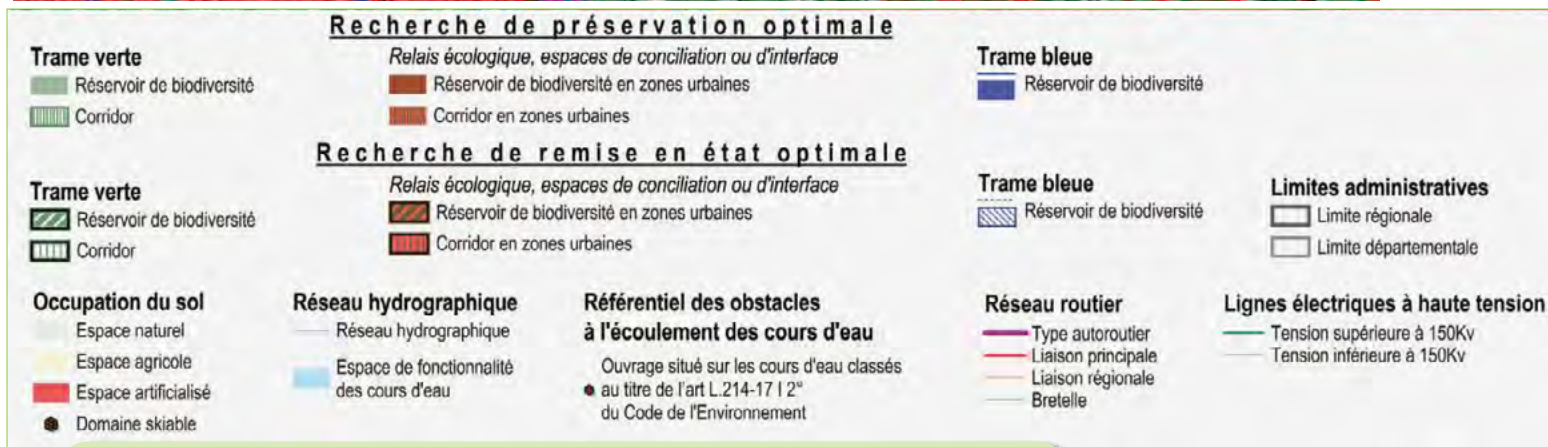 Recherche de préservation optimale
Trame verte
Réservoir de biodiversité
Corridor
Relais écologique, espaces de conciliation ou d'interface
Réservoir de biodiversité en zones urbaines
Corridor en zones urbaines
Trame bleue
Réservoir de biodiversité
Recherche de remise en état optimale
Trame verte
Réservoir de biodiversité
Corridor
Relais écologique, espaces de conciliation ou d'interface
Réservoir de biodiversité en zones urbaines
Corridor en zones urbaines
Trame bleue
Réservoir de biodiversité
Limites administratives
Limite régionale
Limite départementale
Occupation du sol
Espace naturel
Espace agricole
Espace artificialisé
Domaine skiable
Réseau hydrographique
Réseau hydrographique
Espace de fonctionnalité
des cours d'eau
Référentiel des obstacles
à l'écoulement des cours d'eau
Ouvrage situé sur les cours d'eau classés
au titre de l'art L.214-17 I 2°
du Code de l'Environnement
Réseau routier
Type autoroutier
Liaison principale
Liaison régionale
Bretelle
Lignes électriques à haute tension
Tension supérieure à 150Kv
Tension inférieure à 150Kv